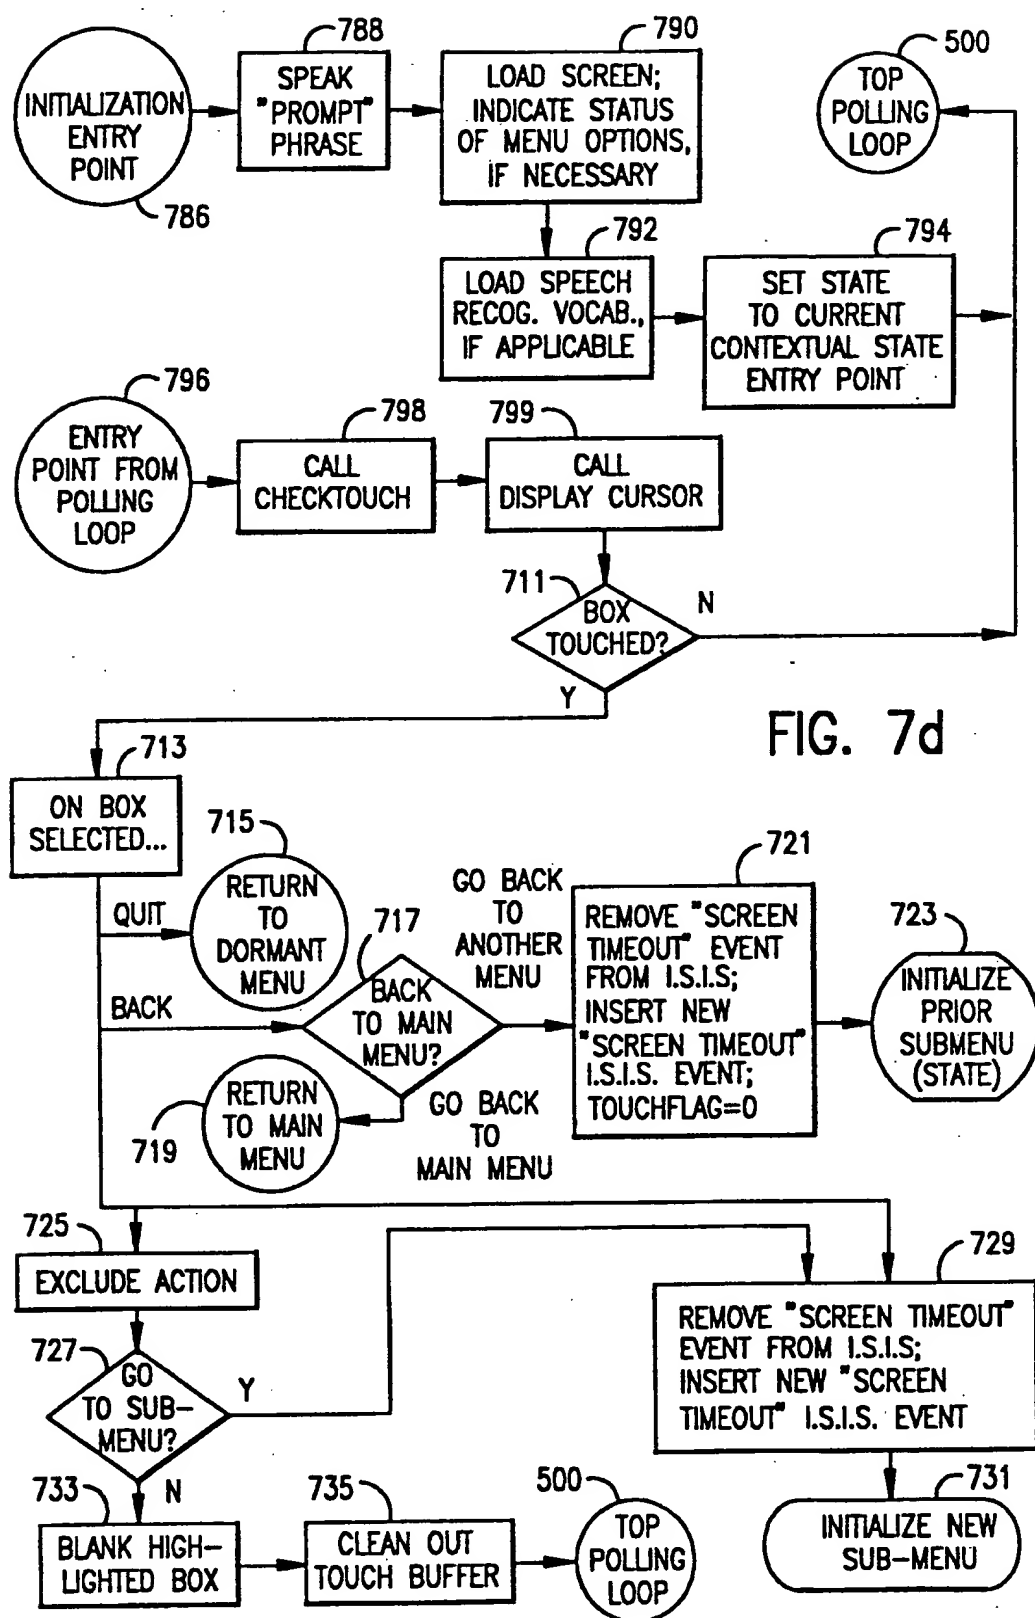 788
790
500
INITIALIZATION
ENTRY
POINT
SPEAK
"PROMPT"
PHRASE
LOAD SCREEN;
INDICATE STATUS
OF MENU OPTIONS,
IF NECESSARY
TOP
POLLING
LOOP
786
792
794
LOAD SPEECH
RECOG. VOCAB.,
IF APPLICABLE
SET STATE
TO CURRENT
CONTEXTUAL STATE
ENTRY POINT
796
798
799
ENTRY
POINT FROM
POLLING
LOOP
CALL
CHECKTOUCH
CALL
DISPLAY CURSOR
711
BOX
TOUCHED?
N
Y
FIG. 7d
713
ON BOX
SELECTED...
715
QUIT
RETURN
TO
DORMANT
MENU
717
BACK
BACK
TO MAIN
MENU?
GO BACK
TO
ANOTHER
MENU
721
REMOVE "SCREEN
TIMEOUT" EVENT
FROM I.S.I.S;
INSERT NEW
"SCREEN TIMEOUT"
I.S.I.S. EVENT;
TOUCHFLAG=0
723
INITIALIZE
PRIOR
SUBMENU
(STATE)
719
RETURN
TO MAIN
MENU
GO BACK
TO
MAIN MENU
725
EXCLUDE ACTION
727
GO
TO SUB-
MENU?
Y
N
729
REMOVE "SCREEN TIMEOUT"
EVENT FROM I.S.I.S;
INSERT NEW "SCREEN
TIMEOUT" I.S.I.S. EVENT
731
INITIALIZE NEW
SUB-MENU
733
BLANK HIGH-
LIGHTED BOX
735
CLEAN OUT
TOUCH BUFFER
500
TOP
POLLING
LOOP